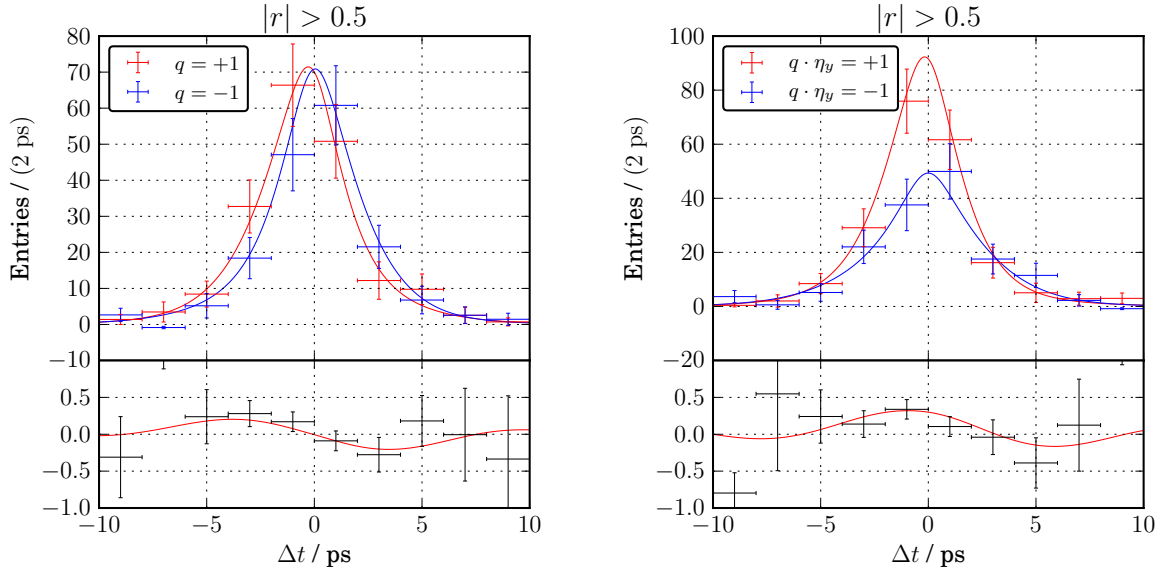 |r| > 0.5
80
70
60
50
40
30
20
10
0
−10
Entries / (2 ps)
q = +1
q = −1
0.5
0.0
−0.5
−1.0
−10 −5 0 5 10
Δt / ps
|r| > 0.5
100
80
60
40
20
0
−20
Entries / (2 ps)
q · η_y = +1
q · η_y = −1
0.5
0.0
−0.5
−1.0
−10 −5 0 5 10
Δt / ps